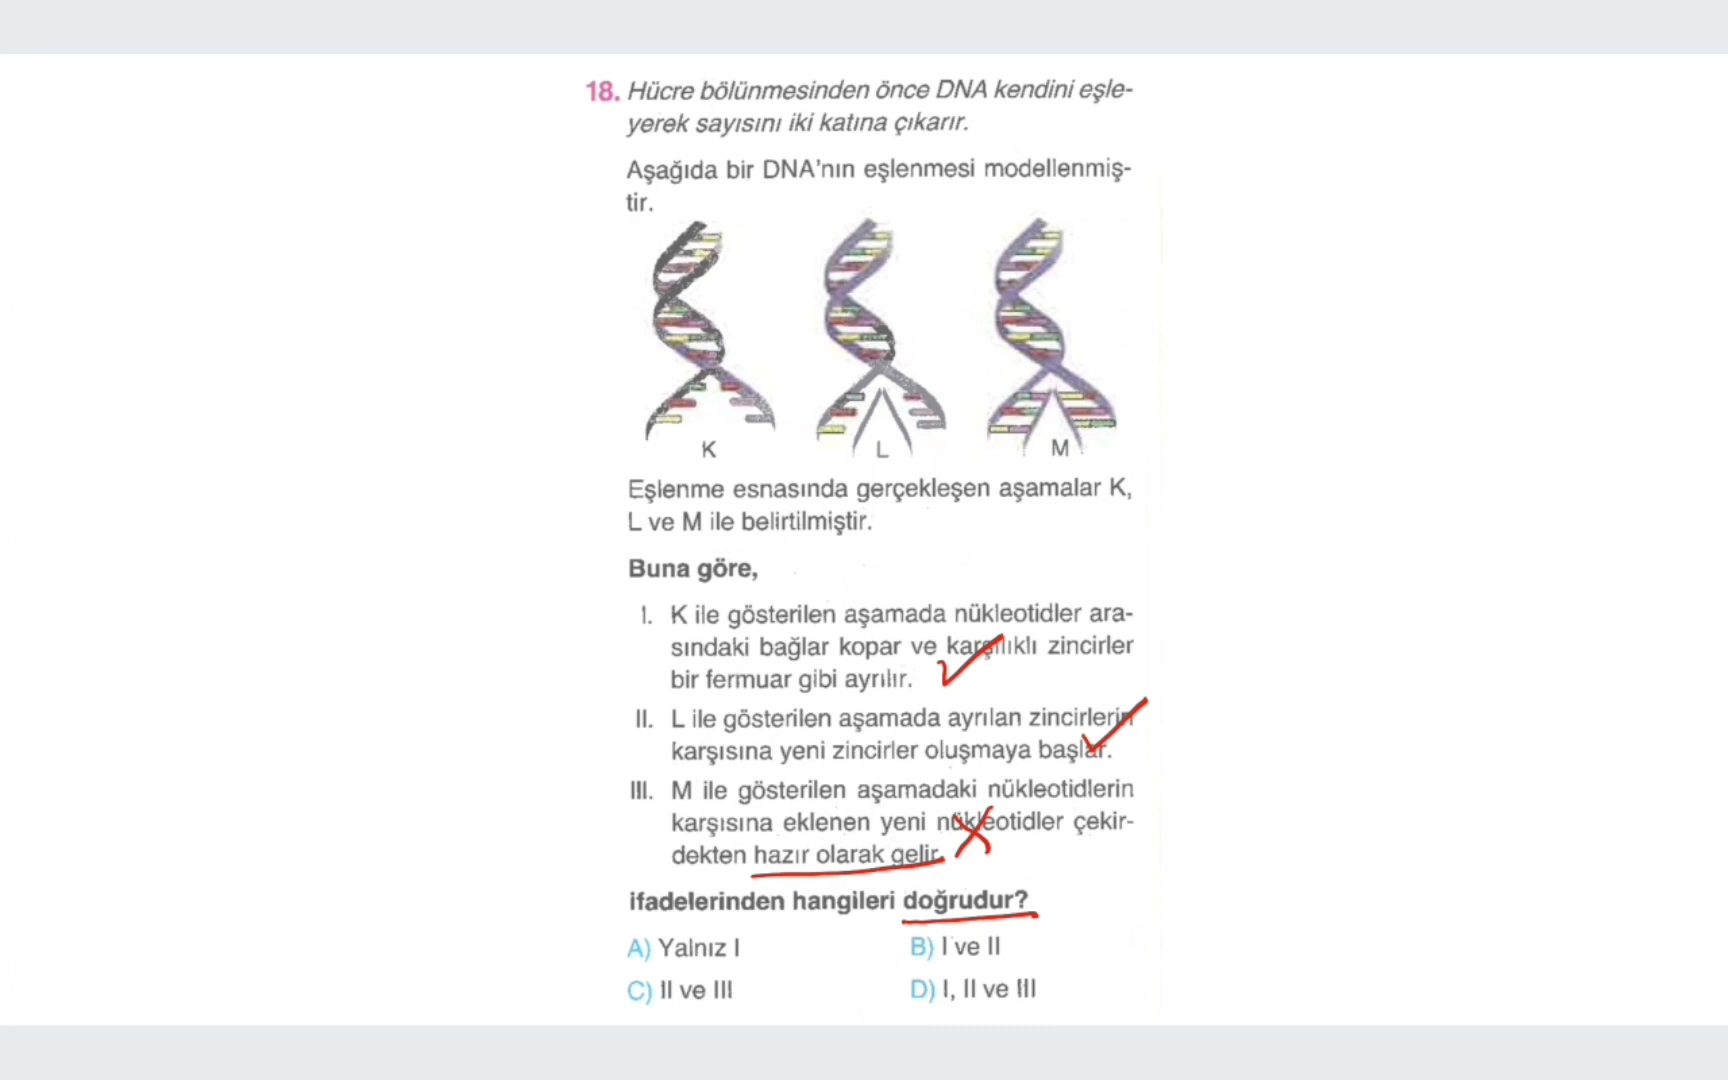 18. Hücre bölünmesinden önce DNA kendini eşle-
yerek sayısını iki katına çıkarır.
Aşağıda bir DNA'nın eşlenmesi modellenmiş-
tir.
K L M
Eşlenme esnasında gerçekleşen aşamalar K,
L ve M ile belirtilmiştir.
Buna göre,
I. K ile gösterilen aşamada nükleotidler ara-
sındaki bağlar kopar ve karşılıklı zincirler
bir fermuar gibi ayrılır.
II. L ile gösterilen aşamada ayrılan zincirlerin
karşısına yeni zincirler oluşmaya başlar.
III. M ile gösterilen aşamadaki nükleotidlerin
karşısına eklenen yeni nükleotidler çekir-
dekten hazır olarak gelir.
ifadelerinden hangileri doğrudur?
A) Yalnız I B) I ve II
C) II ve III D) I, II ve III